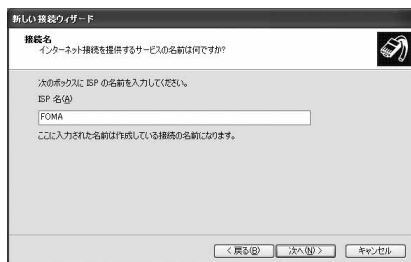 新しい接続ウィザード
接続名
インターネット接続を提供するサービスの名前は何ですか?
次のボックスに ISP の名前を入力してください。
ISP 名(A)
FOMA
ここに入力された名前は作成している接続の名前になります。
< 戻る(B) 次へ(N) > キャンセル